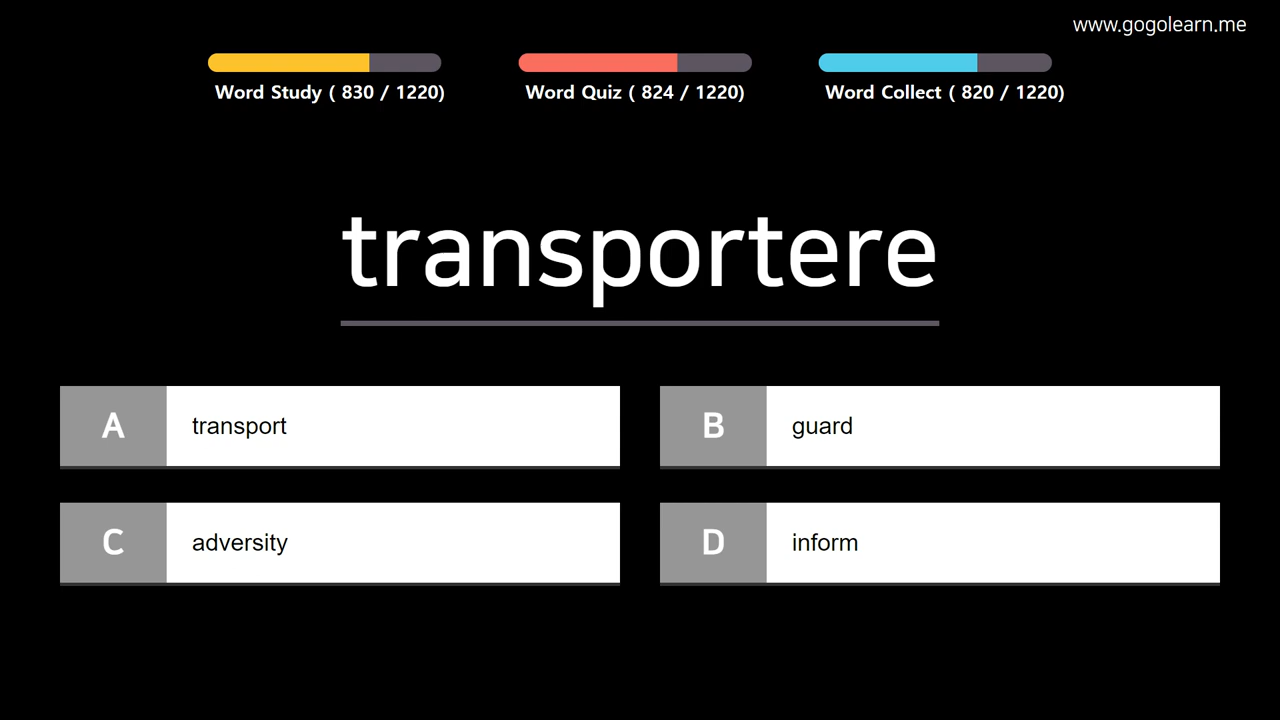 www.gogolearn.me
Word Study ( 830 / 1220)
Word Quiz ( 824 / 1220)
Word Collect ( 820 / 1220)
transportere
A transport
B guard
C adversity
D inform